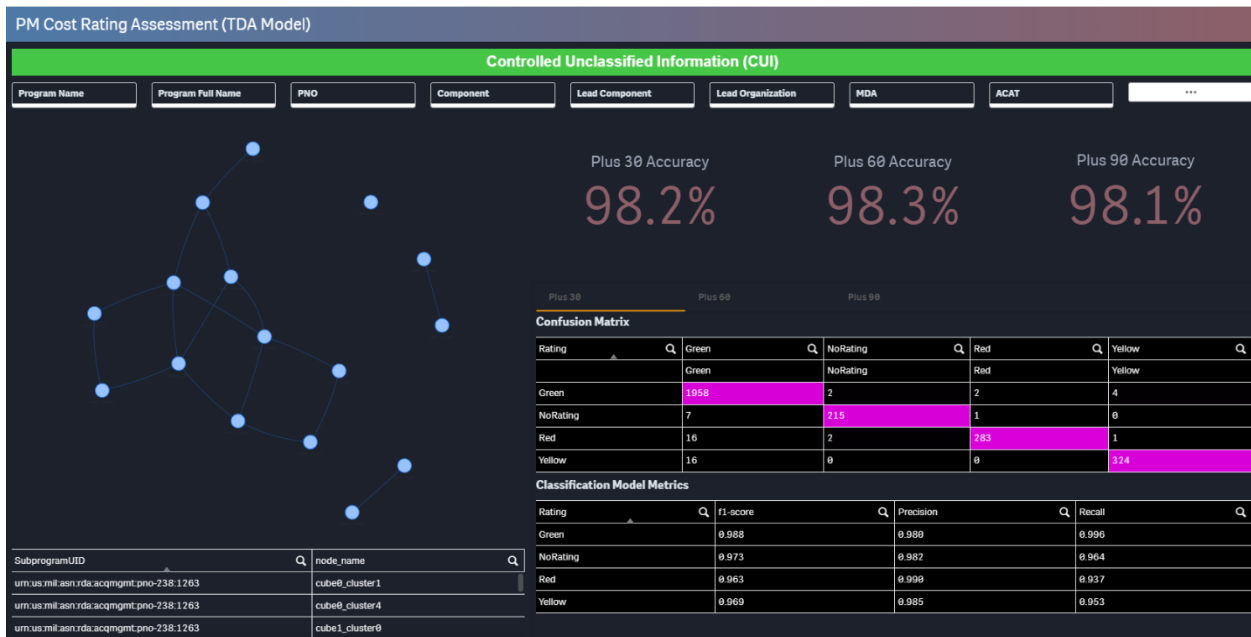 PM Cost Rating Assessment (TDA Model)
Controlled Unclassified Information (CUI)
Program Name Program Full Name PNO Component Lead Component Lead Organization MDA ACAT ...
Plus 30 Accuracy Plus 60 Accuracy Plus 90 Accuracy
98.2% 98.3% 98.1%
Plus 30 Plus 60 Plus 90
Confusion Matrix
Rating Green NoRating Red Yellow
Green NoRating Red Yellow
Green 1958 2 2 4
NoRating 7 215 1 0
Red 16 2 283 1
Yellow 16 0 0 324
Classification Model Metrics
Rating f1-score Precision Recall
Green 0.988 0.980 0.996
NoRating 0.973 0.982 0.964
Red 0.963 0.990 0.937
Yellow 0.969 0.985 0.953
SubprogramUID node_name
urn:us:mil:asn:rda:acqmgmt:pno-238:1263 cube0_cluster1
urn:us:mil:asn:rda:acqmgmt:pno-238:1263 cube0_cluster4
urn:us:mil:asn:rda:acqmgmt:pno-238:1263 cube1_cluster0